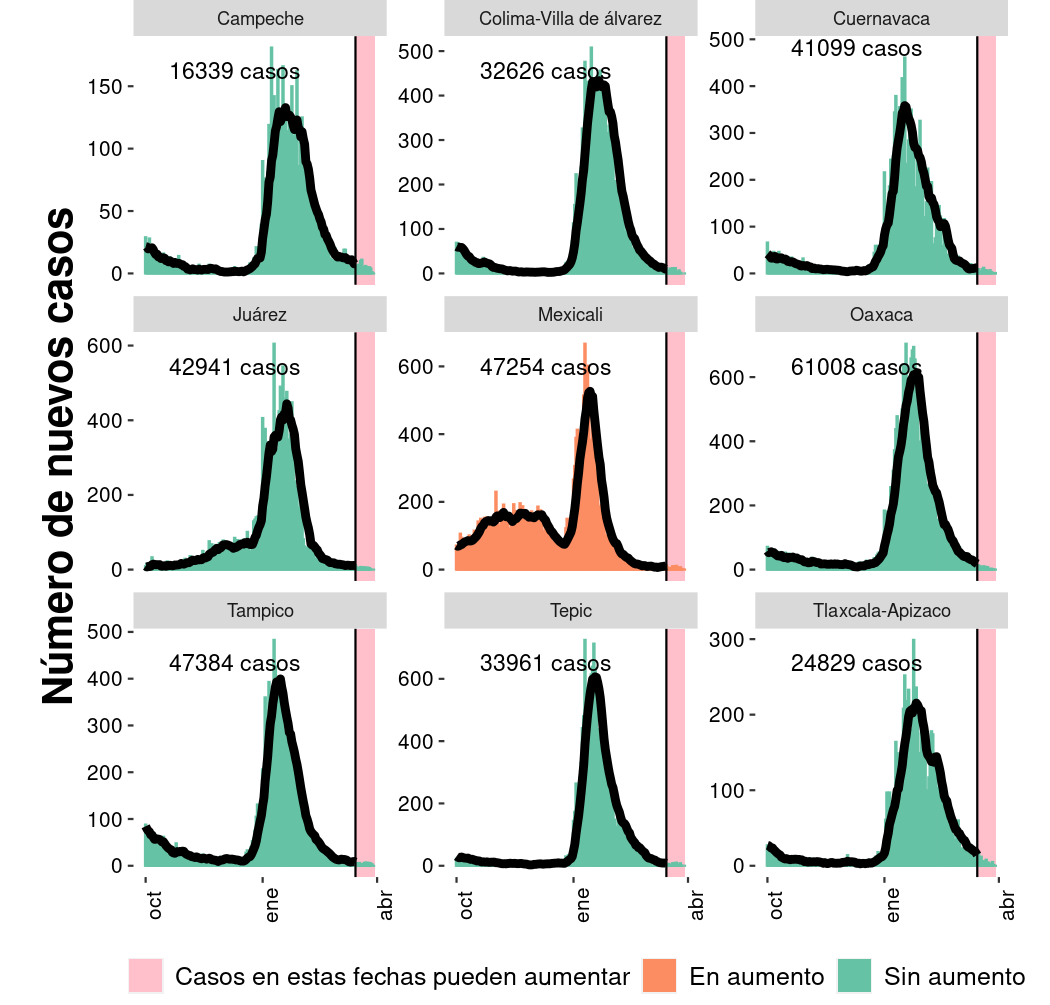 Campeche
Colima-Villa de álvarez
Cuernavaca
16339 casos
32626 casos
41099 casos
150
100
50
0
500
400
300
200
100
0
500
400
300
200
100
0
Número de nuevos casos
Juárez
Mexicali
Oaxaca
42941 casos
47254 casos
61008 casos
600
400
200
0
600
400
200
0
600
400
200
0
Tampico
Tepic
Tlaxcala-Apizaco
47384 casos
33961 casos
24829 casos
500
400
300
200
100
0
600
400
200
0
300
200
100
0
oct
ene
abr
oct
ene
abr
oct
ene
abr
Casos en estas fechas pueden aumentar
En aumento
Sin aumento